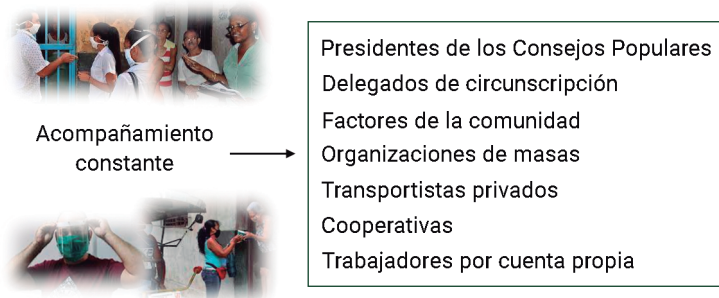 Acompañamiento
constante
Presidentes de los Consejos Populares
Delegados de circunscripción
Factores de la comunidad
Organizaciones de masas
Transportistas privados
Cooperativas
Trabajadores por cuenta propia